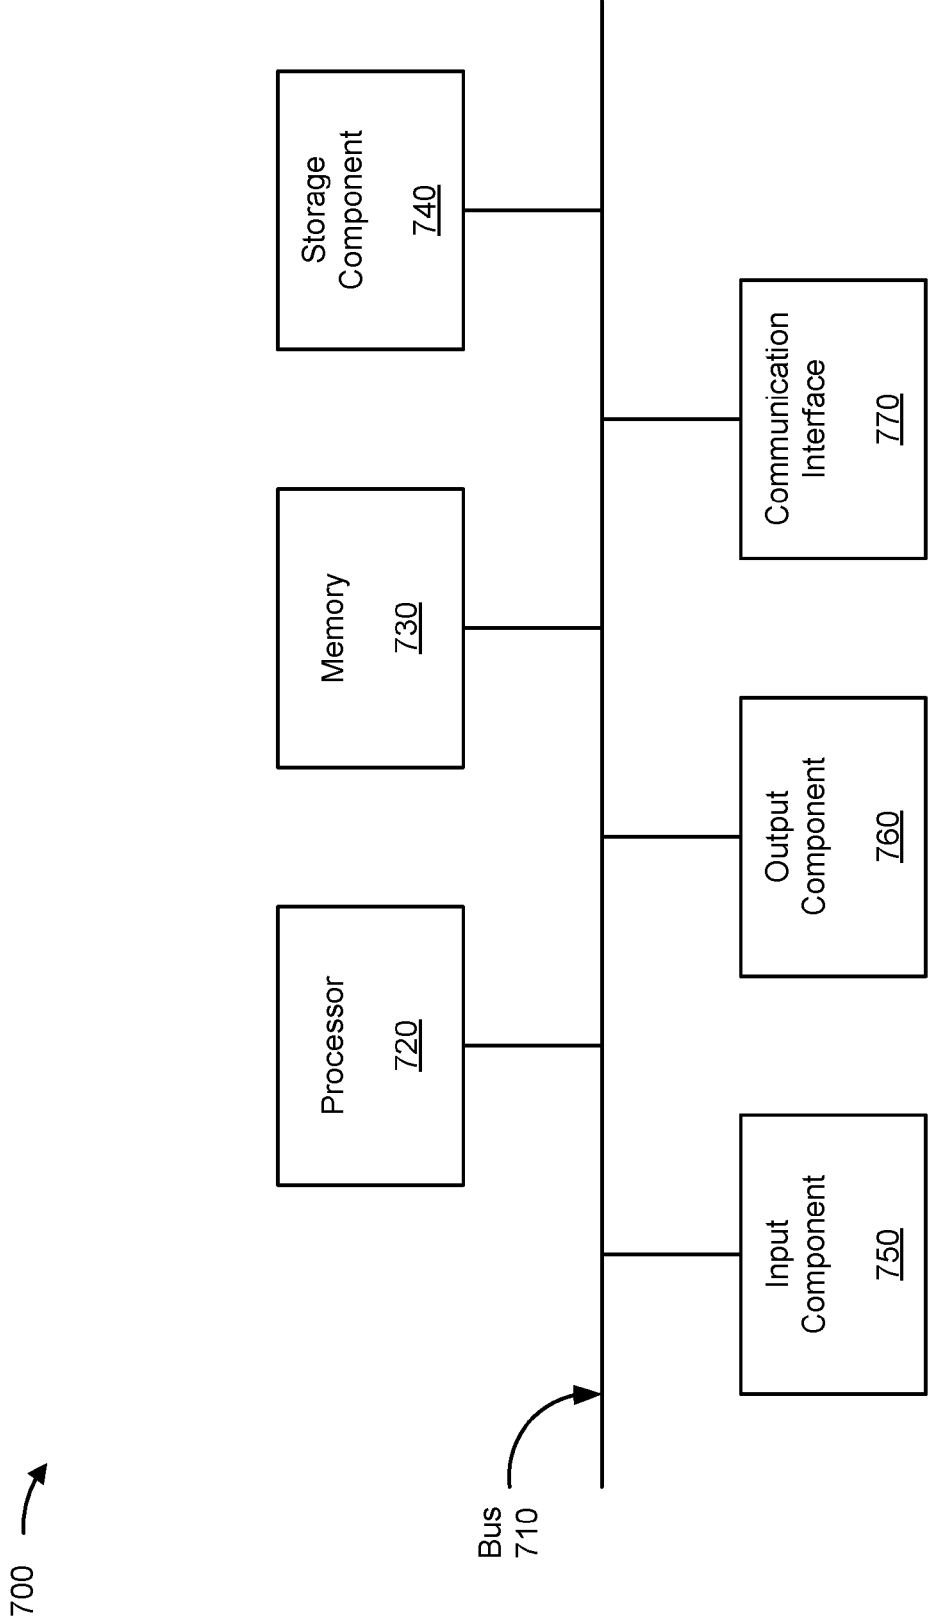 700
Processor
720
Memory
730
Storage
Component
740
Bus
710
Input
Component
750
Output
Component
760
Communication
Interface
770